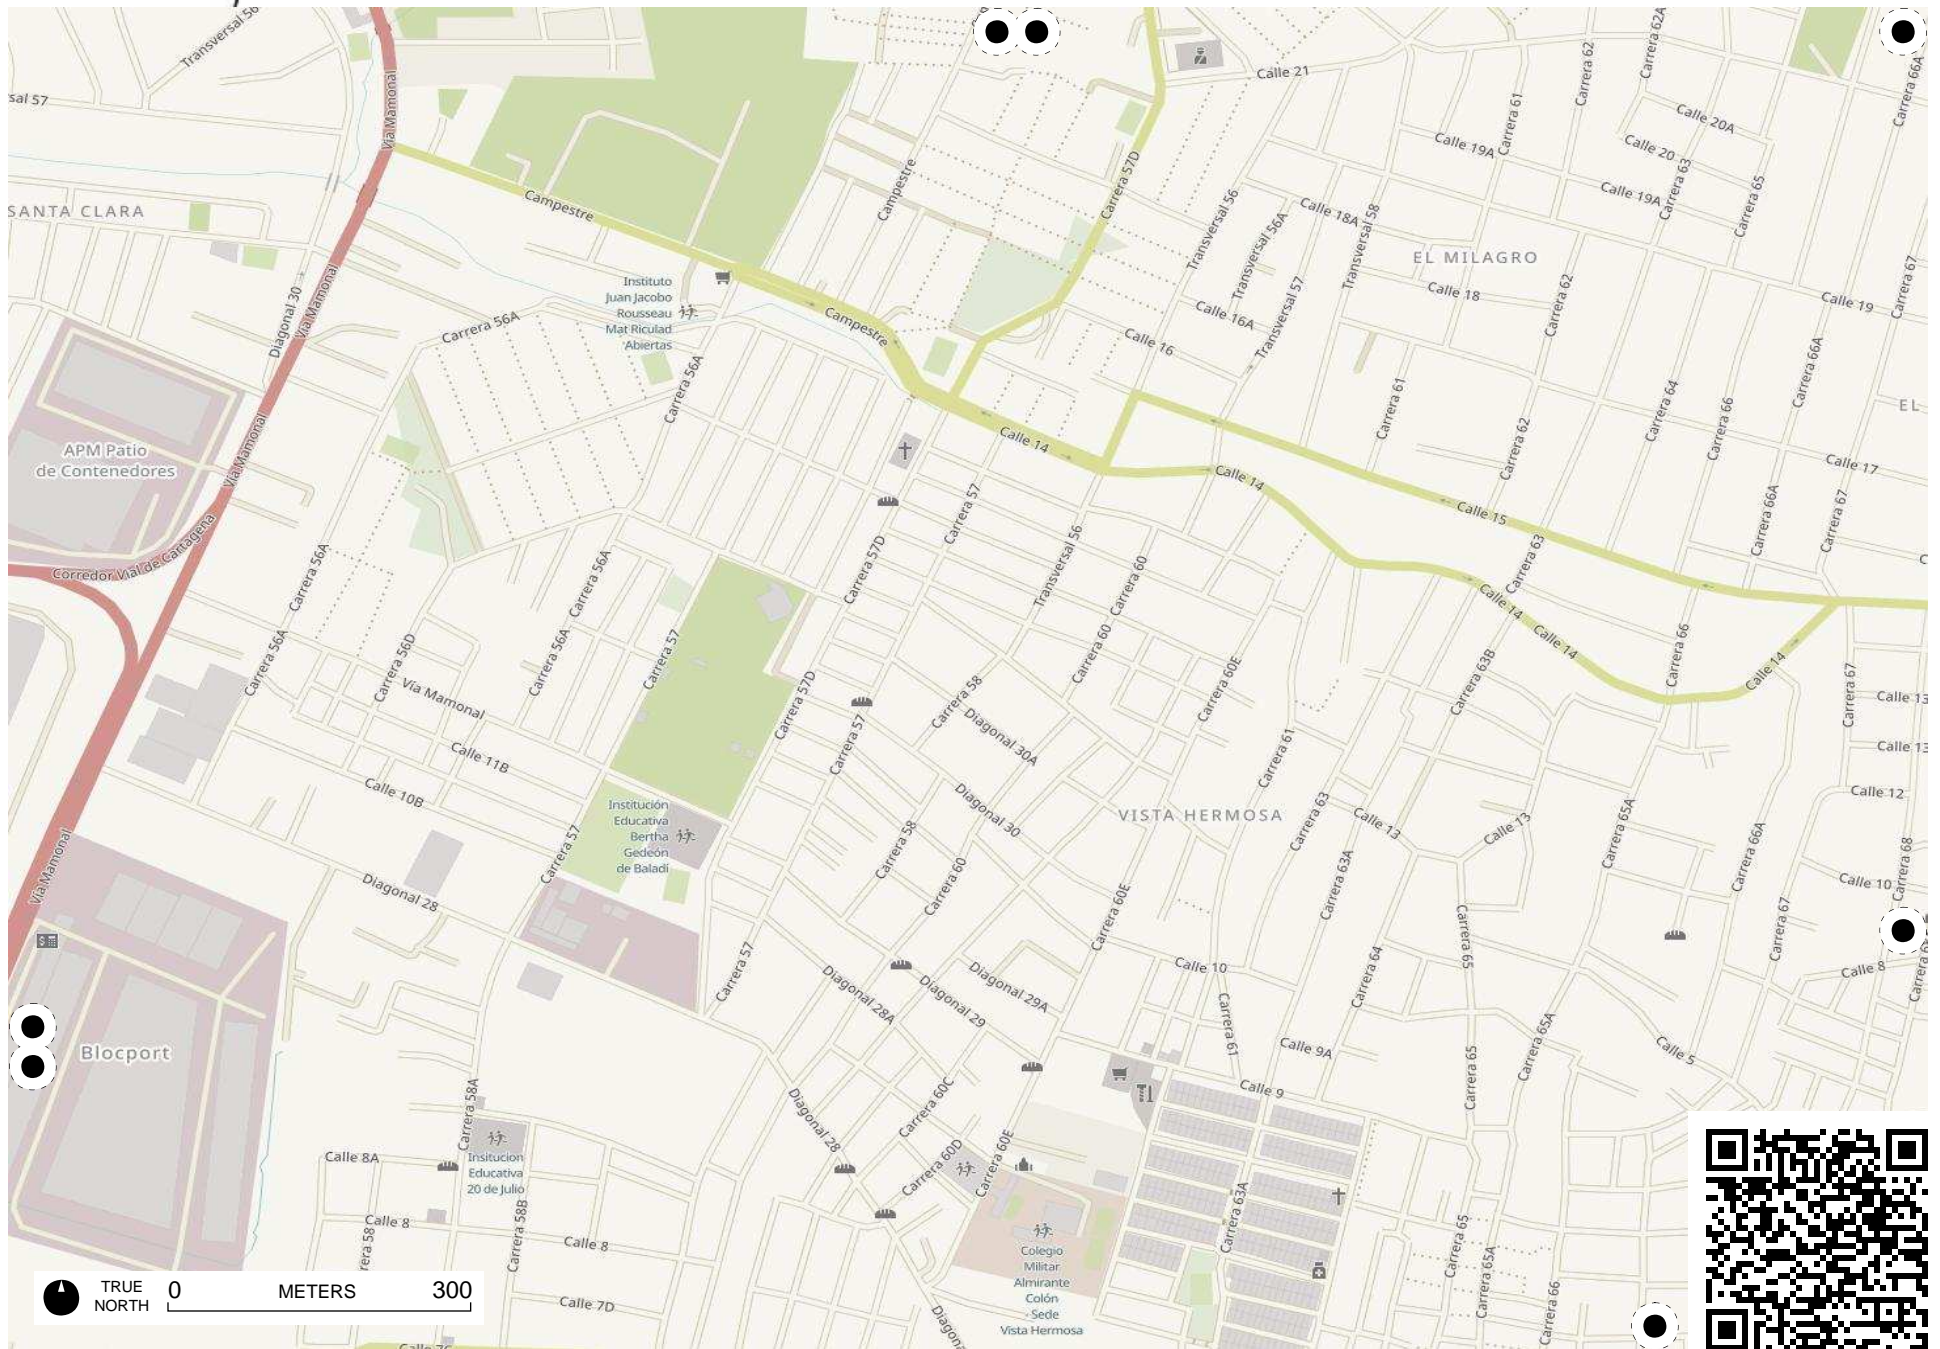 Transversal 56
sal 57
Vía Mamonal
Calle 21
Carrera 62
Carrera 62A
Carrera 66A
Carrera 61
Calle 20A
Calle 19A
Calle 20
Carrera 63
Calle 19A
Carrera 65
SANTA CLARA
Campestre
Campestre
Carrera 57D
Transversal 56
Calle 18A
Transversal 56A
Transversal 58
EL MILAGRO
Diagonal 30
Vía Mamonal
Instituto
Juan Jacobo
Rousseau
Mat Riculad
Abiertas
Carrera 56A
Campestre
Calle 16A
Transversal 57
Calle 16
Calle 18
Carrera 62
Calle 19
Carrera 67
Carrera 66A
Carrera 56A
Carrera 61
Carrera 64
Carrera 66
EL
APM Patio
de Contenedores
Vía Mamonal
Calle 14
Carrera 62
Calle 17
Calle 14
Calle 15
Carrera 57
Carrera 66A
Carrera 67
Corredor Vial de Cartagena
Carrera 56A
Carrera 56A
Carrera 57D
Transversal 56
Carrera 60
Carrera 63
Calle 14
Calle 14
Calle 14
Carrera 66
Carrera 56A
Carrera 56D
Carrera 56A
Carrera 57
Carrera 60
Carrera 60E
Carrera 63B
Carrera 67
Calle 13
Vía Mamonal
Carrera 57D
Carrera 58
Diagonal 30A
Carrera 57
Carrera 61
Calle 13
Calle 11B
Calle 10B
Institución
Educativa
Bertha
Gedeón
de Baladí
Diagonal 30
VISTA HERMOSA
Carrera 63
Calle 13
Calle 13
Carrera 65A
Calle 12
Vía Mamonal
Carrera 57
Carrera 58
Carrera 60
Carrera 63A
Carrera 66A
Carrera 68
Calle 10
Diagonal 28
Carrera 60E
Carrera 65
Carrera 67
Carrera 57
Diagonal 28A
Diagonal 29
Diagonal 29A
Calle 10
Carrera 64
Calle 8
Carrera 61
Calle 9A
Carrera 65A
Calle 5
Blocport
Carrera 58A
Diagonal 28
Carrera 60C
Calle 9
Carrera 65
Calle 8A
Insitucion
Educativa
20 de Julio
Carrera 60D
Carrera 60E
Carrera 63A
Calle 8
Carrera 58B
Calle 8
rera 58
Colegio
Militar
Almirante
Colón
- Sede
Vista Hermosa
Carrera 65
Carrera 65A
Carrera 66
TRUE
NORTH
0 METERS 300
Calle 7D
Diagona